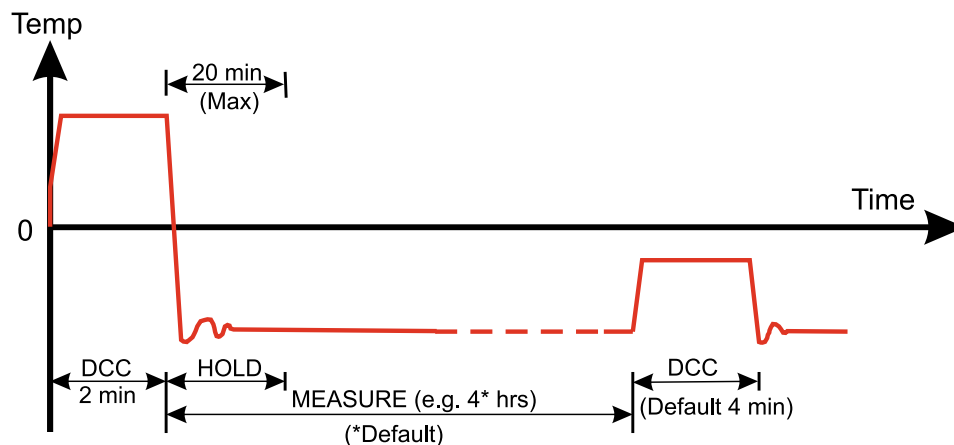 Temp
20 min
(Max)
Time
0
DCC
2 min
HOLD
MEASURE (e.g. 4* hrs)
(*Default)
DCC
(Default 4 min)